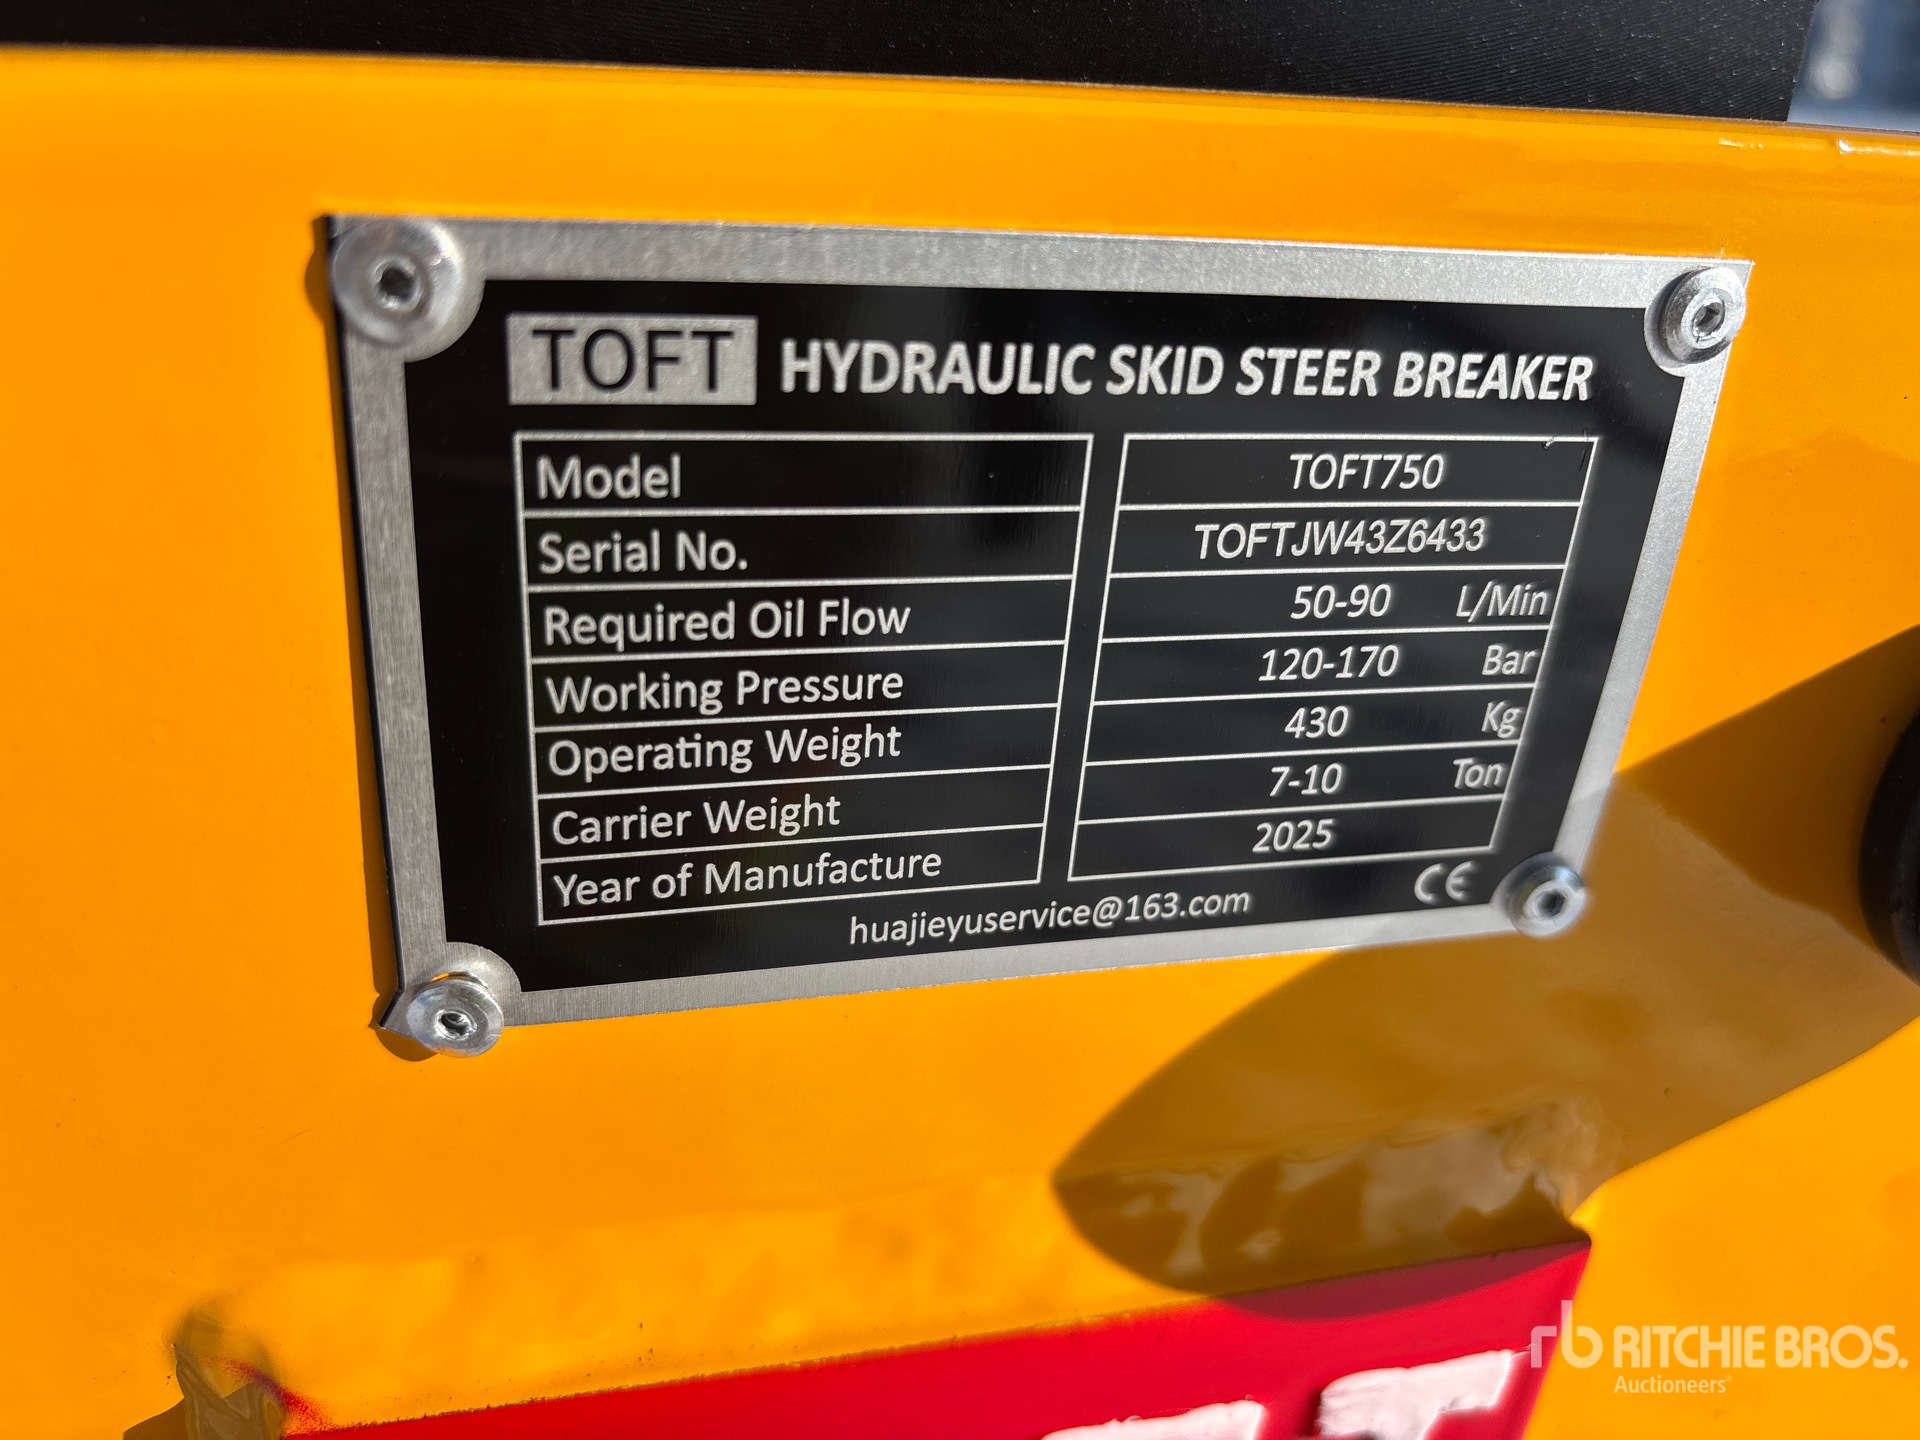 TOFT HYDRAULIC SKID STEER BREAKER
Model TOFT750
Serial No. TOFTJW43Z6433
Required Oil Flow 50-90 L/Min
Working Pressure 120-170 Bar
Operating Weight 430 Kg
Carrier Weight 7-10 Ton
Year of Manufacture 2025
huajieyuservice@163.com CE
rb RITCHIE BROS.
Auctioneers